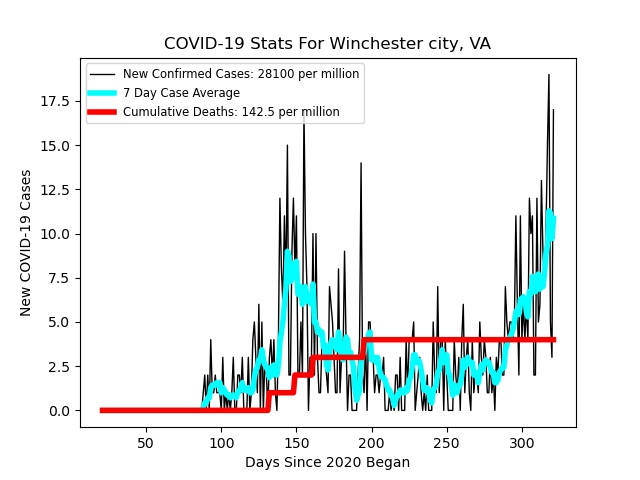 COVID-19 Stats For Winchester city, VA
New Confirmed Cases: 28100 per million
7 Day Case Average
Cumulative Deaths: 142.5 per million
New COVID-19 Cases
17.5
15.0
12.5
10.0
7.5
5.0
2.5
0.0
50 100 150 200 250 300
Days Since 2020 Began